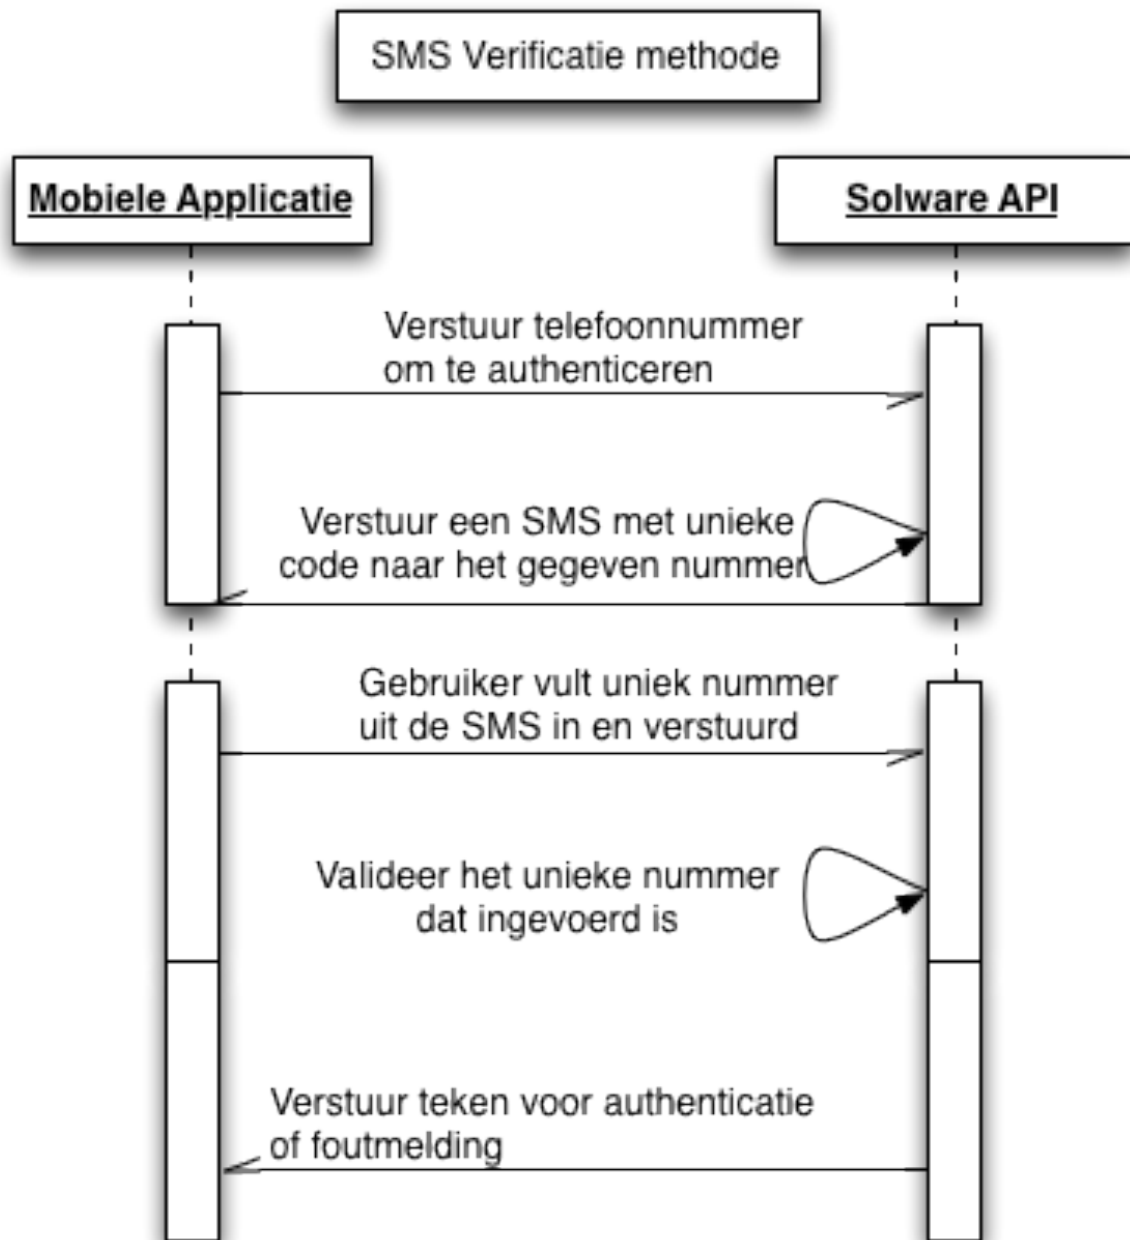 SMS Verificatie methode
Mobiele Applicatie
Solware API
Verstuur telefoonnummer
om te authenticeren
Verstuur een SMS met unieke
code naar het gegeven nummer
Gebruiker vult uniek nummer
uit de SMS in en verstuurd
Valideer het unieke nummer
dat ingevoerd is
Verstuur teken voor authenticatie
of foutmelding